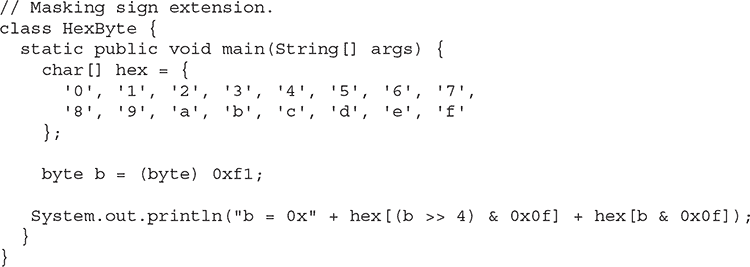 // Masking sign extension.
class HexByte {
  static public void main(String[] args) {
    char[] hex = {
      '0', '1', '2', '3', '4', '5', '6', '7',
      '8', '9', 'a', 'b', 'c', 'd', 'e', 'f'
    };

    byte b = (byte) 0xf1;

   System.out.println("b = 0x" + hex[(b >> 4) & 0x0f] + hex[b & 0x0f]);
  }
}